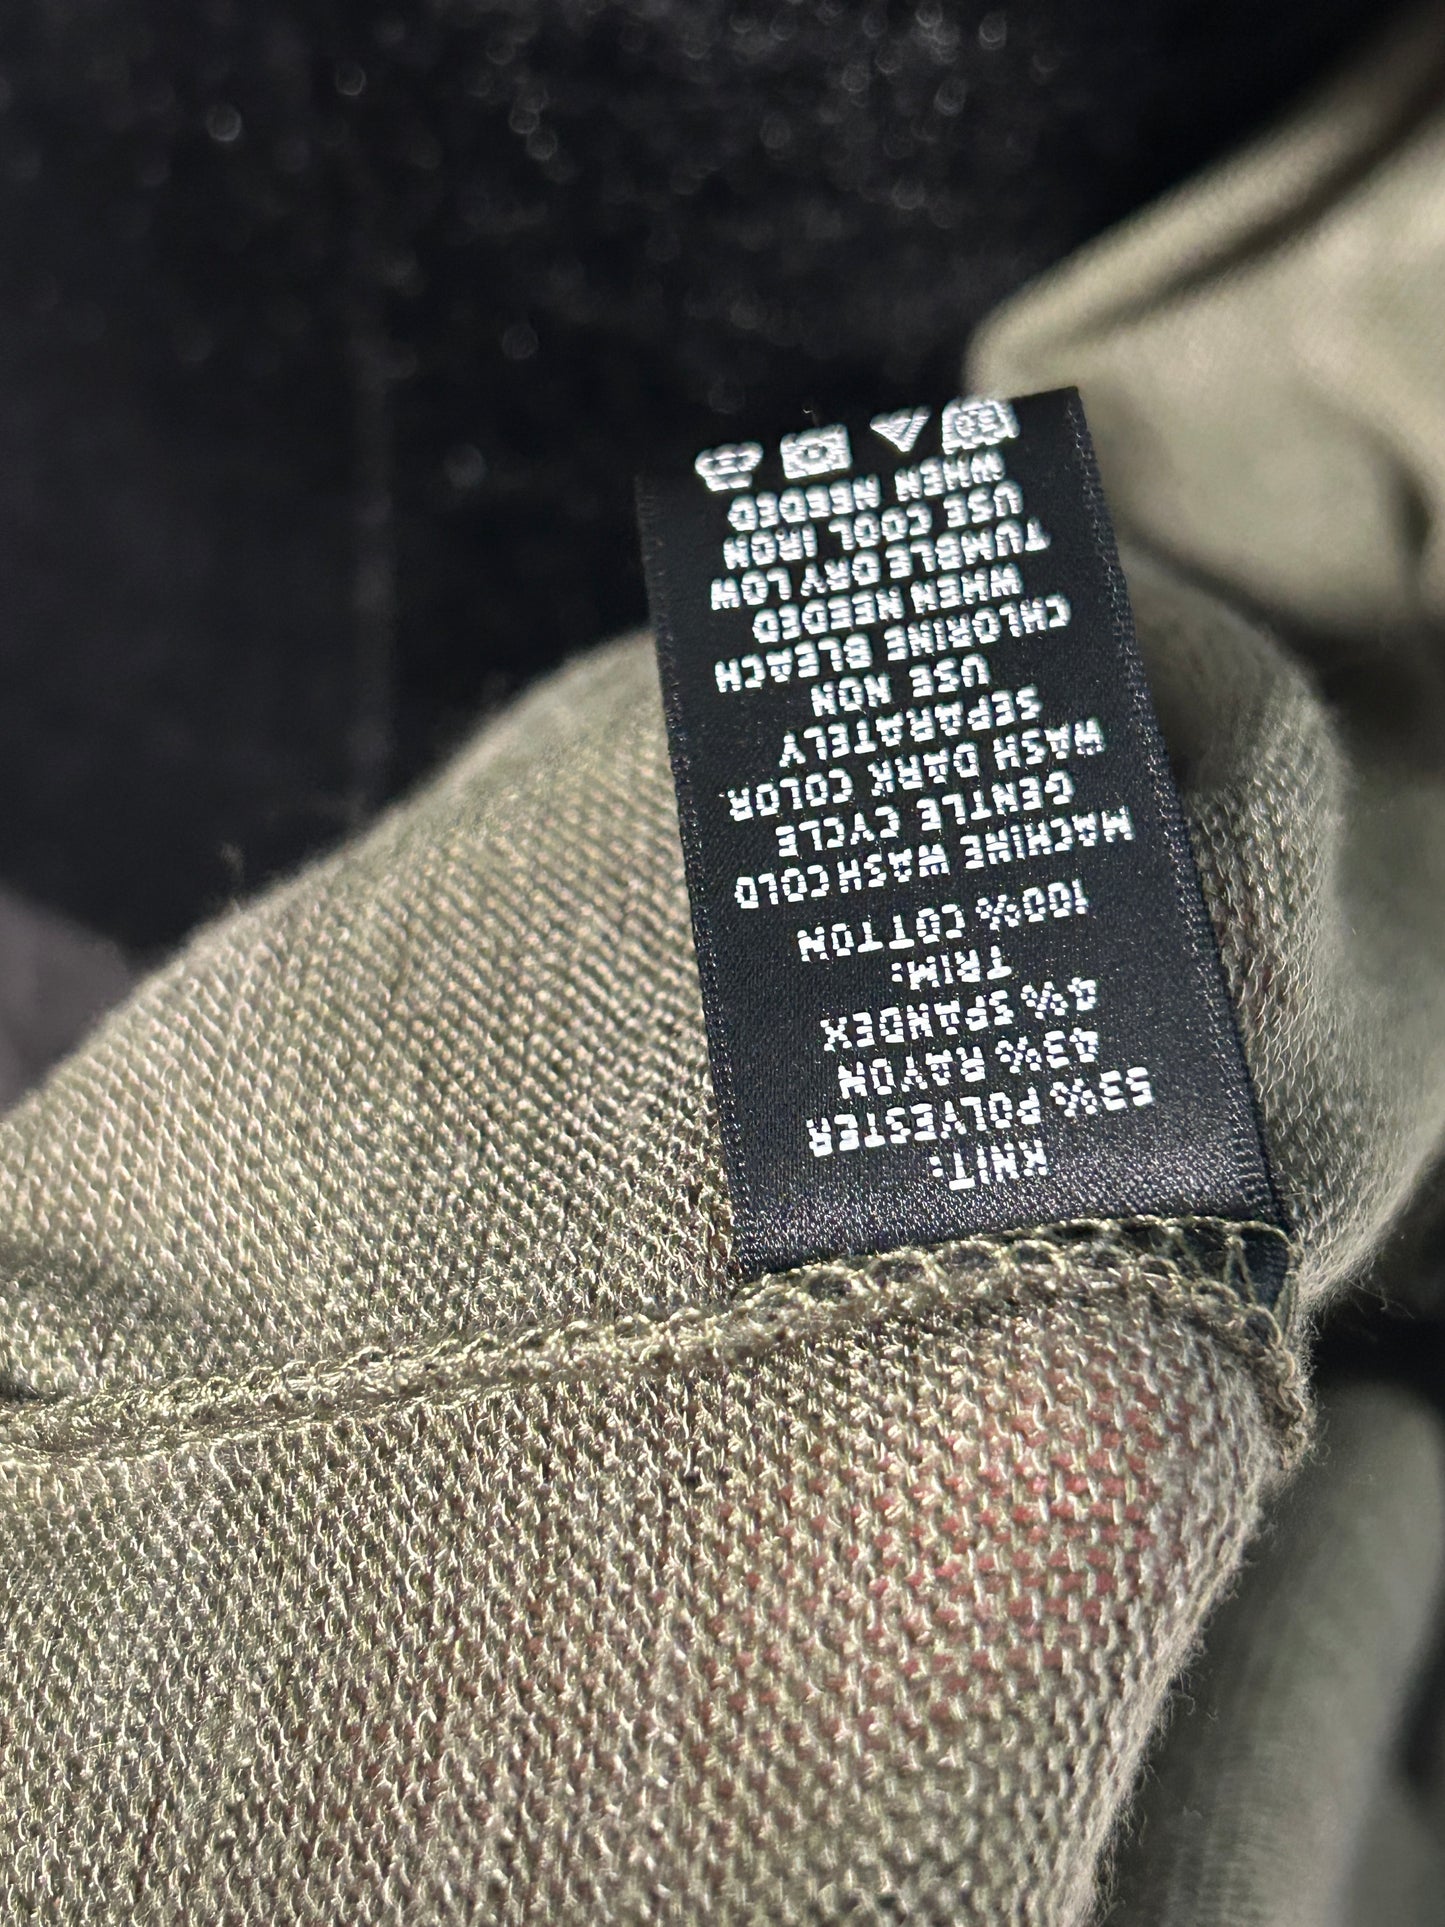 KNIT:
53% POLYESTER
43% RAYON
4% SPANDEX
TRIM:
100% COTTON
MACHINE WASH COLD
GENTLE CYCLE
WASH DARK COLOR
SEPARATELY
USE NON
CHLORINE BLEACH
WHEN NEEDED
TUMBLE DRY LOW
USE COOL IRON
WHEN NEEDED